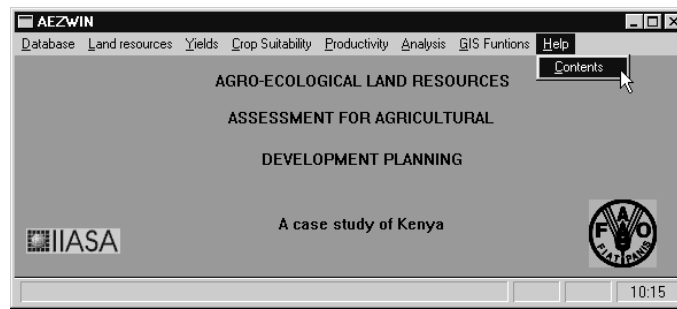 AEZWIN
Database Land resources Yields Crop Suitability Productivity Analysis GIS Funtions Help
Contents
AGRO-ECOLOGICAL LAND RESOURCES
ASSESSMENT FOR AGRICULTURAL
DEVELOPMENT PLANNING
A case study of Kenya
IIASA
FAO
FIAT PANIS
10:15